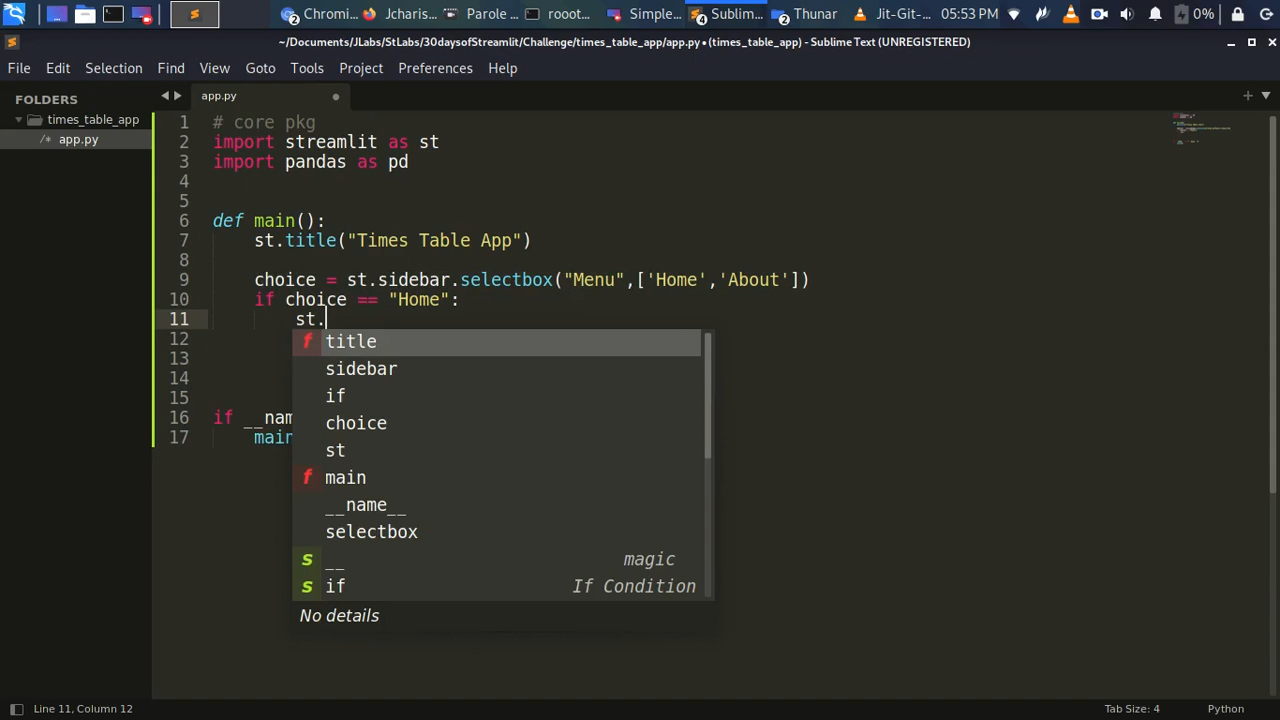 2 Chromi... Jcharis... Parole ... rooot... Simple... 4 Sublim... 2 Thunar Jit-Git-... 05:53 PM 0%
~/Documents/JLabs/StLabs/30daysofStreamlit/Challenge/times_table_app/app.py • (times_table_app) - Sublime Text (UNREGISTERED)
File Edit Selection Find View Goto Tools Project Preferences Help
FOLDERS
times_table_app
/* app.py
app.py
1 # core pkg
2 import streamlit as st
3 import pandas as pd
4
5
6 def main():
7 st.title("Times Table App")
8
9 choice = st.sidebar.selectbox("Menu",['Home','About'])
10 if choice == "Home":
11 st.
12
13
14
15
16 if __nam
17 main
f title
sidebar
if
choice
st
f main
__name__
selectbox
s __ magic
s if If Condition
No details
Line 11, Column 12 Tab Size: 4 Python